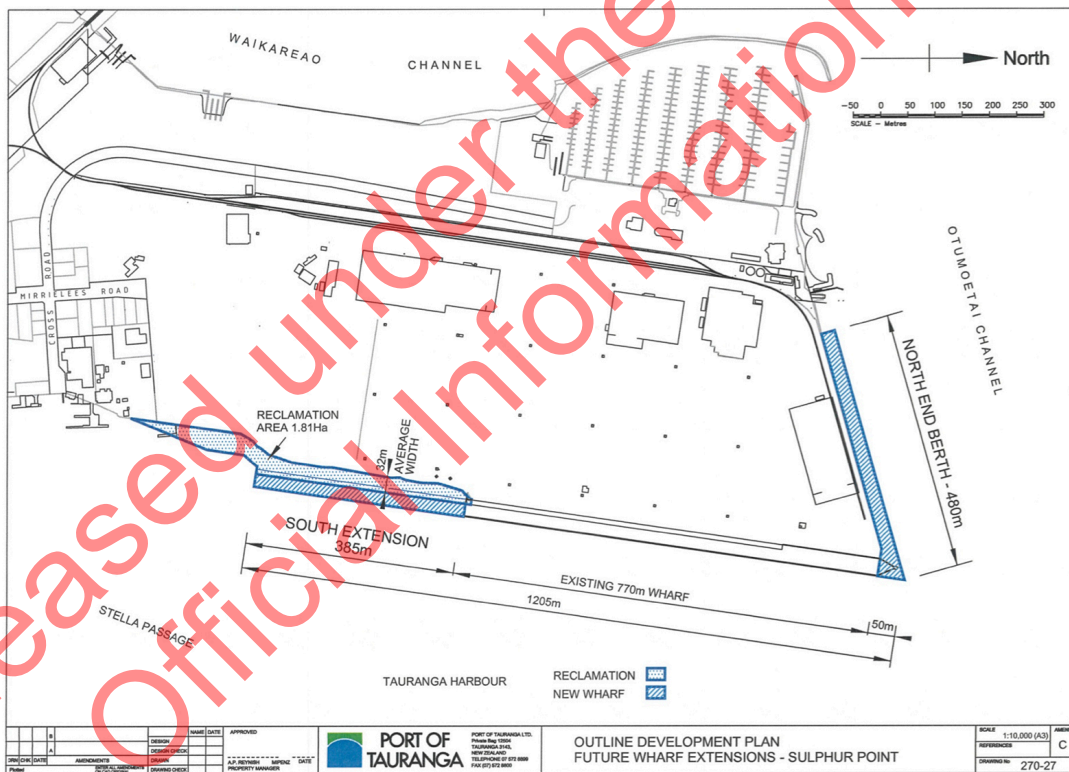 WAIKAREAO
CHANNEL
North
-50 0 50 100 150 200 250 300
SCALE - Metres
OTUMOETAI CHANNEL
MIRRIELEES ROAD
CROSS ROAD
RECLAMATION
AREA 1.81Ha
32m
AVERAGE
WIDTH
NORTH END BERTH - 480m
SOUTH EXTENSION
385m
EXISTING 770m WHARF
1205m
50m
STELLA PASSAGE
TAURANGA HARBOUR
RECLAMATION
NEW WHARF
eased under the
Official Information
B
A
DRN CHK DATE
AMENDMENTS
Plotted
NAME DATE
DESIGN
DESIGN CHECK
DRAWN
DRAWING CHECK
APPROVED
A.P. REYNISH MIPENZ DATE
PROPERTY MANAGER
PORT OF
TAURANGA
PORT OF TAURANGA LTD.
Private Bag 12504
TAURANGA 3143,
NEW ZEALAND
TELEPHONE 07 572 8899
FAX (07) 572 8800
OUTLINE DEVELOPMENT PLAN
FUTURE WHARF EXTENSIONS - SULPHUR POINT
SCALE
1:10,000 (A3)
REFERENCES
C
DRAWING No
270-27